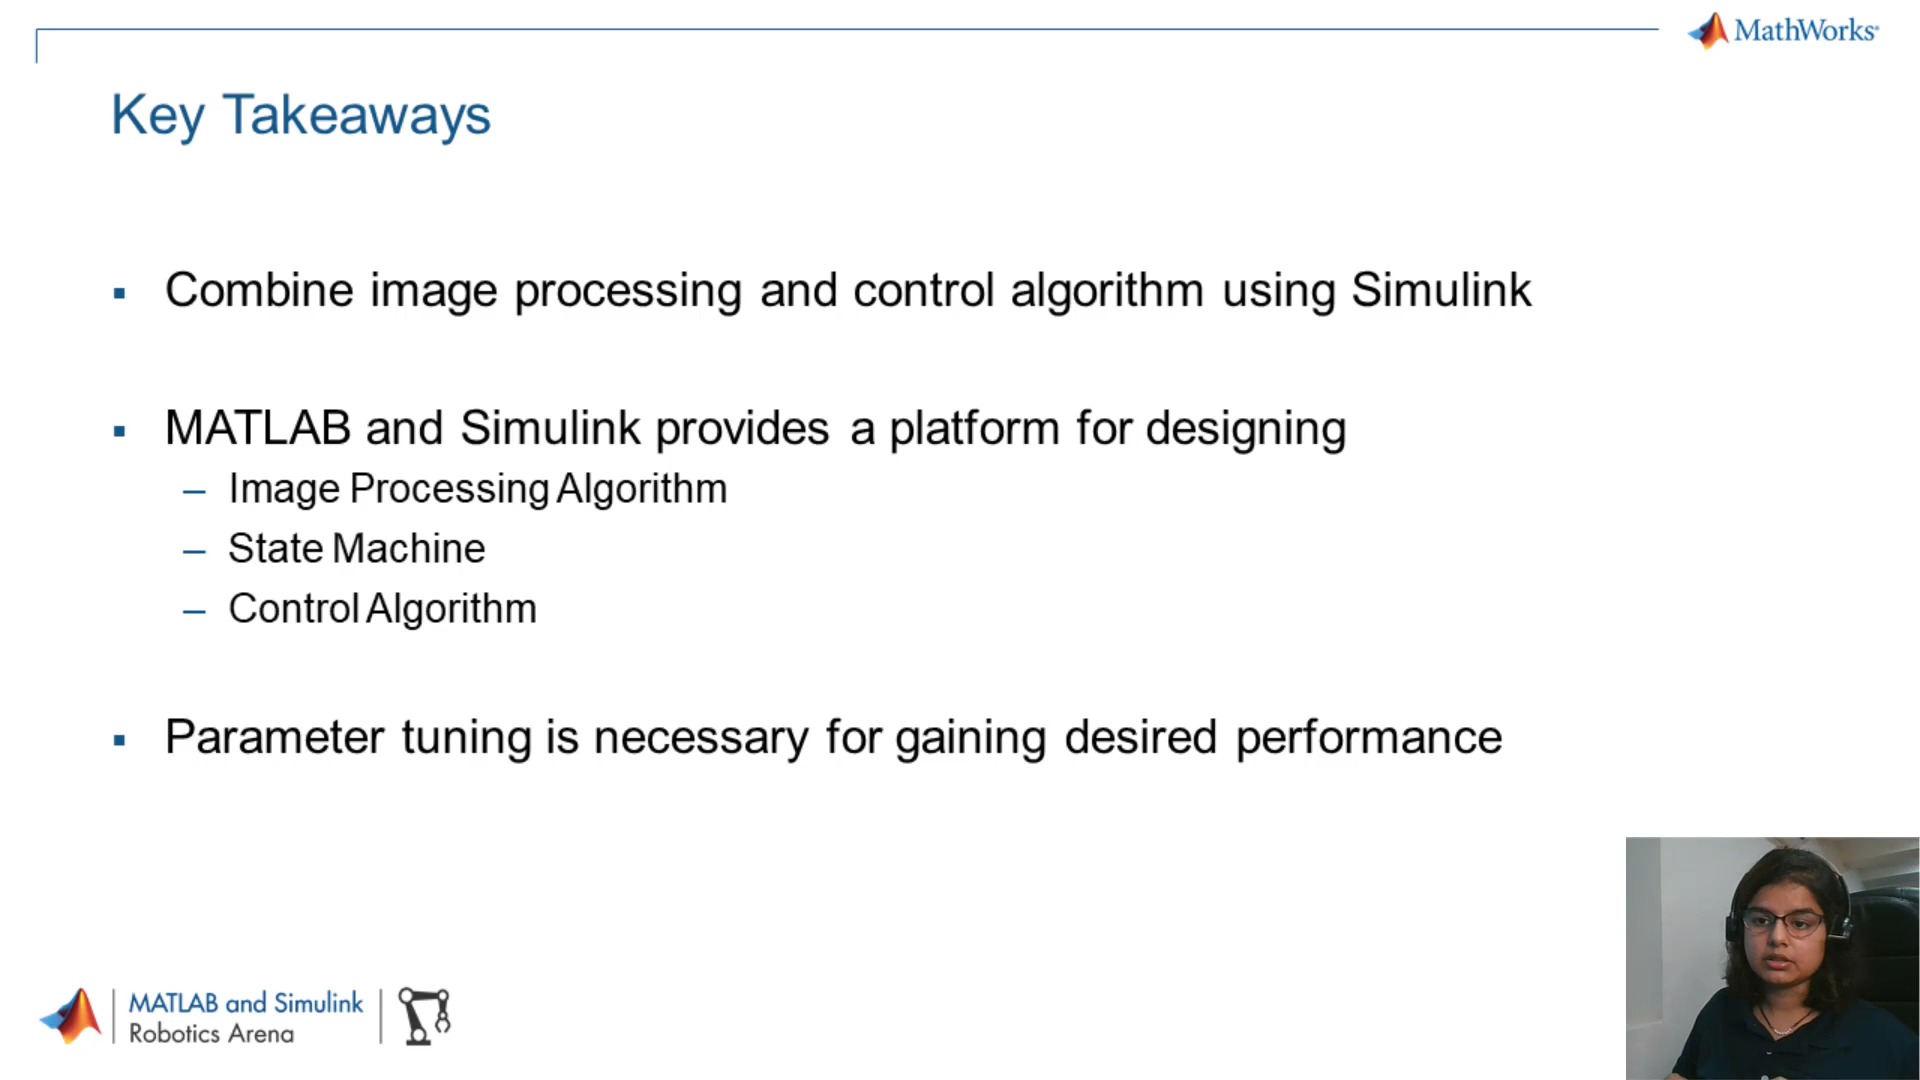 MathWorks®
Key Takeaways
▪ Combine image processing and control algorithm using Simulink
▪ MATLAB and Simulink provides a platform for designing
– Image Processing Algorithm
– State Machine
– Control Algorithm
▪ Parameter tuning is necessary for gaining desired performance
MATLAB and Simulink
Robotics Arena